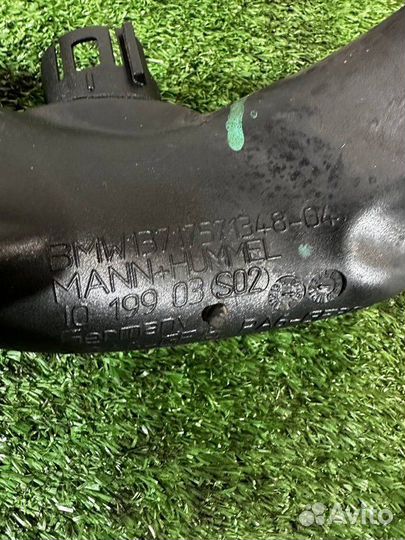 BMW 13717571348-04
MANN+HUMMEL
10 199 03 (S02)
Germany
Avito